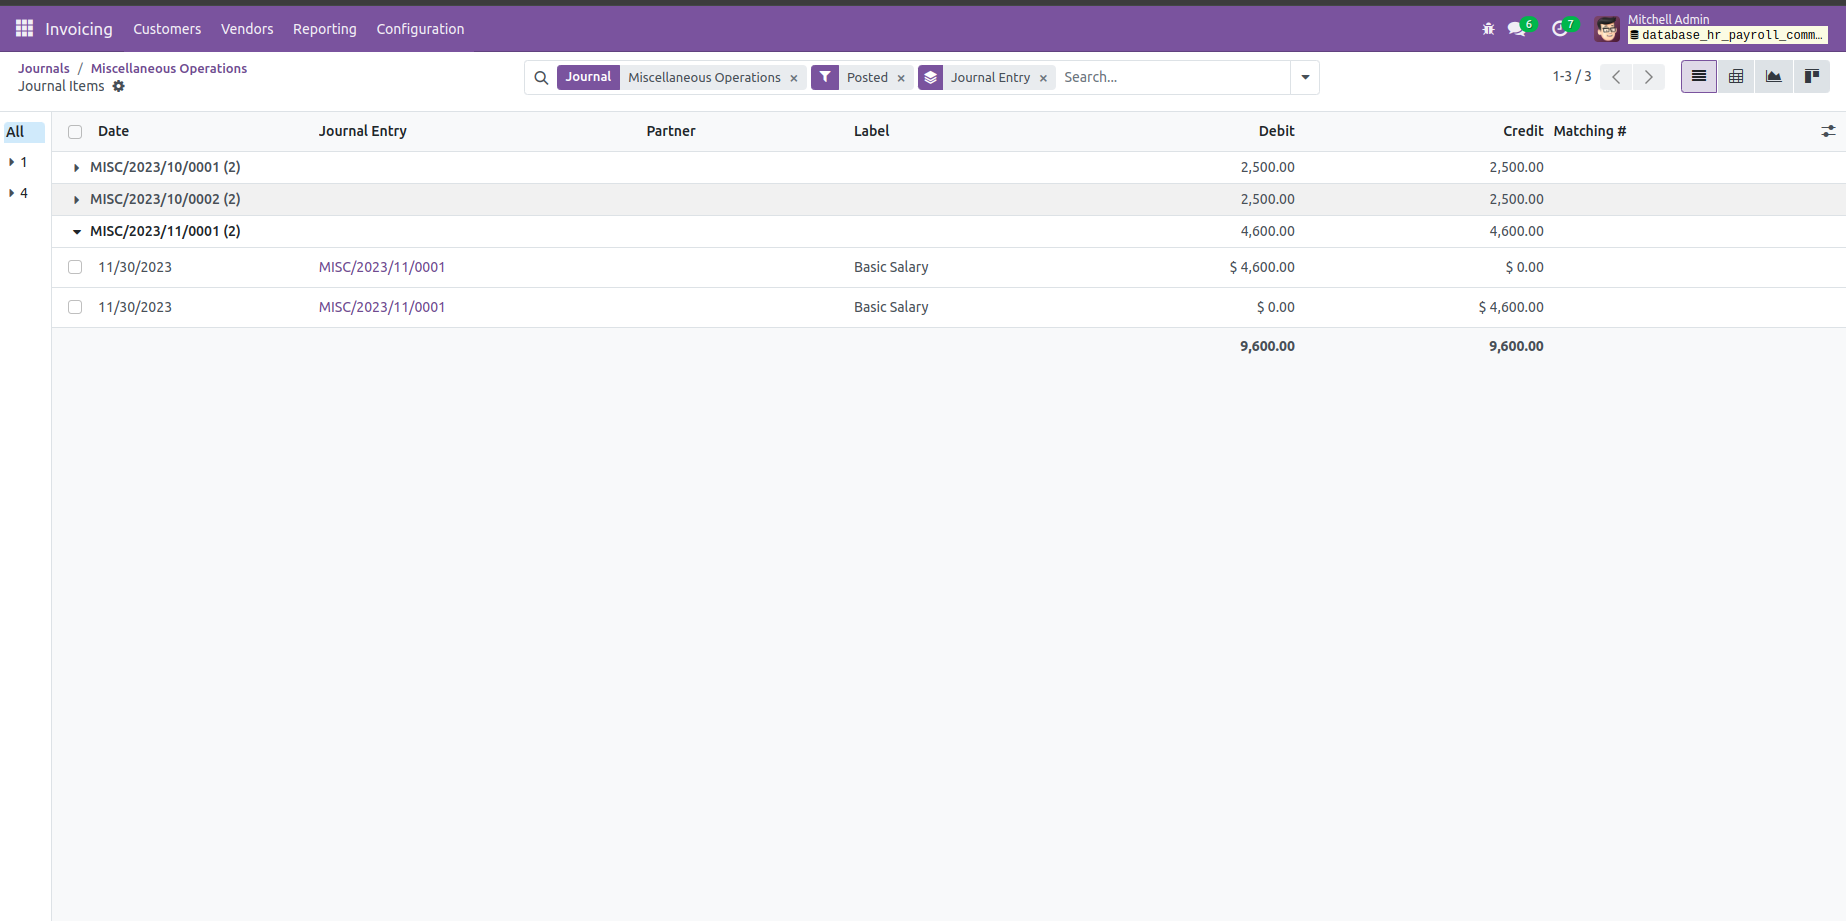 Invoicing Customers Vendors Reporting Configuration 6 7 Mitchell Admin
database_hr_payroll_comm...
Journals / Miscellaneous Operations
Journal Items
Journal Miscellaneous Operations × Posted × Journal Entry × Search...
1-3 / 3
All
1
4
Date Journal Entry Partner Label Debit Credit Matching #
MISC/2023/10/0001 (2) 2,500.00 2,500.00
MISC/2023/10/0002 (2) 2,500.00 2,500.00
MISC/2023/11/0001 (2) 4,600.00 4,600.00
11/30/2023 MISC/2023/11/0001 Basic Salary $ 4,600.00 $ 0.00
11/30/2023 MISC/2023/11/0001 Basic Salary $ 0.00 $ 4,600.00
9,600.00 9,600.00